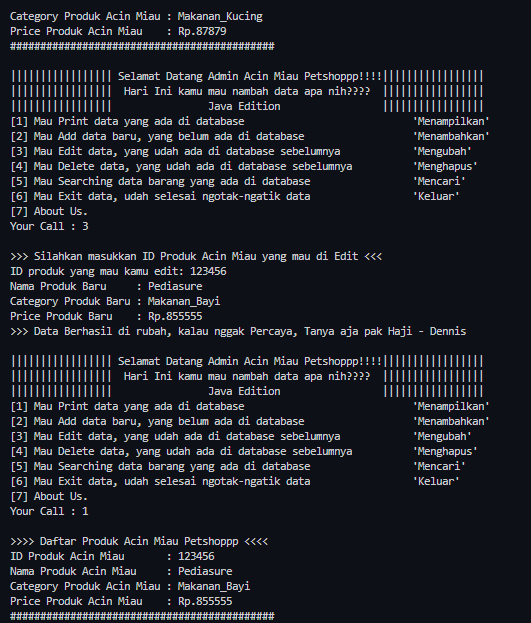 Category Produk Acin Miau : Makanan_Kucing
Price Produk Acin Miau    : Rp.87879
############################################
||||||||||||||||| Selamat Datang Admin Acin Miau Petshoppp!!!!|||||||||||||||||
|||||||||||||||||  Hari Ini kamu mau nambah data apa nih????  |||||||||||||||||
|||||||||||||||||                Java Edition                 |||||||||||||||||
[1] Mau Print data yang ada di database                            'Menampilkan'
[2] Mau Add data baru, yang belum ada di database                  'Menambahkan'
[3] Mau Edit data, yang udah ada di database sebelumnya            'Mengubah'
[4] Mau Delete data, yang udah ada di database sebelumnya          'Menghapus'
[5] Mau Searching data barang yang ada di database                 'Mencari'
[6] Mau Exit data, udah selesai ngotak-ngatik data                 'Keluar'
[7] About Us.
Your Call : 3
>>> Silahkan masukkan ID Produk Acin Miau yang mau di Edit <<<
ID produk yang mau kamu edit: 123456
Nama Produk Baru     : Pediasure
Category Produk Baru : Makanan_Bayi
Price Produk Baru    : Rp.855555
>>> Data Berhasil di rubah, kalau nggak Percaya, Tanya aja pak Haji - Dennis
||||||||||||||||| Selamat Datang Admin Acin Miau Petshoppp!!!!|||||||||||||||||
|||||||||||||||||  Hari Ini kamu mau nambah data apa nih????  |||||||||||||||||
|||||||||||||||||                Java Edition                 |||||||||||||||||
[1] Mau Print data yang ada di database                            'Menampilkan'
[2] Mau Add data baru, yang belum ada di database                  'Menambahkan'
[3] Mau Edit data, yang udah ada di database sebelumnya            'Mengubah'
[4] Mau Delete data, yang udah ada di database sebelumnya          'Menghapus'
[5] Mau Searching data barang yang ada di database                 'Mencari'
[6] Mau Exit data, udah selesai ngotak-ngatik data                 'Keluar'
[7] About Us.
Your Call : 1
>>>> Daftar Produk Acin Miau Petshoppp <<<<
ID Produk Acin Miau       : 123456
Nama Produk Acin Miau     : Pediasure
Category Produk Acin Miau : Makanan_Bayi
Price Produk Acin Miau    : Rp.855555
############################################